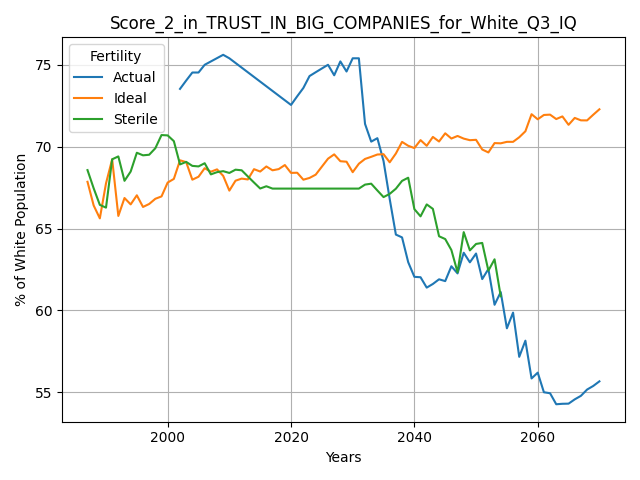 Score_2_in_TRUST_IN_BIG_COMPANIES_for_White_Q3_IQ
Fertility
Actual
Ideal
Sterile
% of White Population
75
70
65
60
55
2000 2020 2040 2060
Years